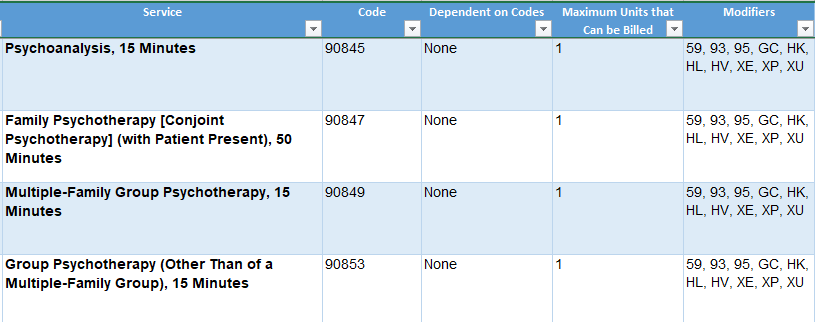 Service Code Dependent on Codes Maximum Units that Can be Billed Modifiers
Psychoanalysis, 15 Minutes 90845 None 1 59, 93, 95, GC, HK,
HL, HV, XE, XP, XU
Family Psychotherapy [Conjoint 90847 None 1 59, 93, 95, GC, HK,
Psychotherapy] (with Patient Present), 50 HL, HV, XE, XP, XU
Minutes
Multiple-Family Group Psychotherapy, 15 90849 None 1 59, 93, 95, GC, HK,
Minutes HL, HV, XE, XP, XU
Group Psychotherapy (Other Than of a 90853 None 1 59, 93, 95, GC, HK,
Multiple-Family Group), 15 Minutes HL, HV, XE, XP, XU